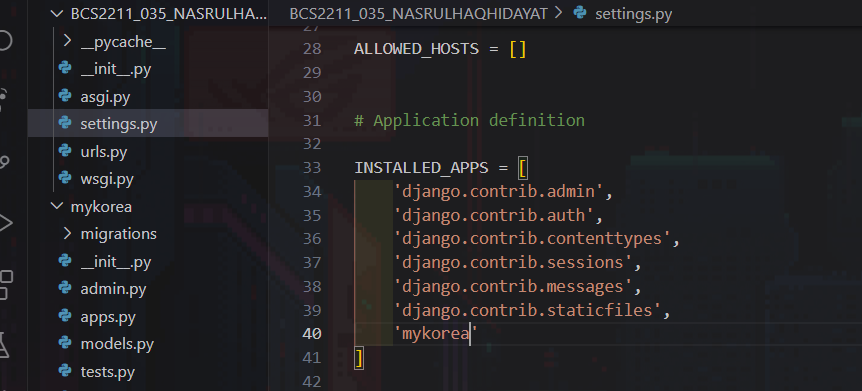 BCS2211_035_NASRULHA...
__pycache__
__init__.py
asgi.py
settings.py
urls.py
wsgi.py
mykorea
migrations
__init__.py
admin.py
apps.py
models.py
tests.py
BCS2211_035_NASRULHAQHIDAYAT > settings.py
27
28 ALLOWED_HOSTS = []
29
30
31 # Application definition
32
33 INSTALLED_APPS = [
34 'django.contrib.admin',
35 'django.contrib.auth',
36 'django.contrib.contenttypes',
37 'django.contrib.sessions',
38 'django.contrib.messages',
39 'django.contrib.staticfiles',
40 'mykorea'
41 ]
42